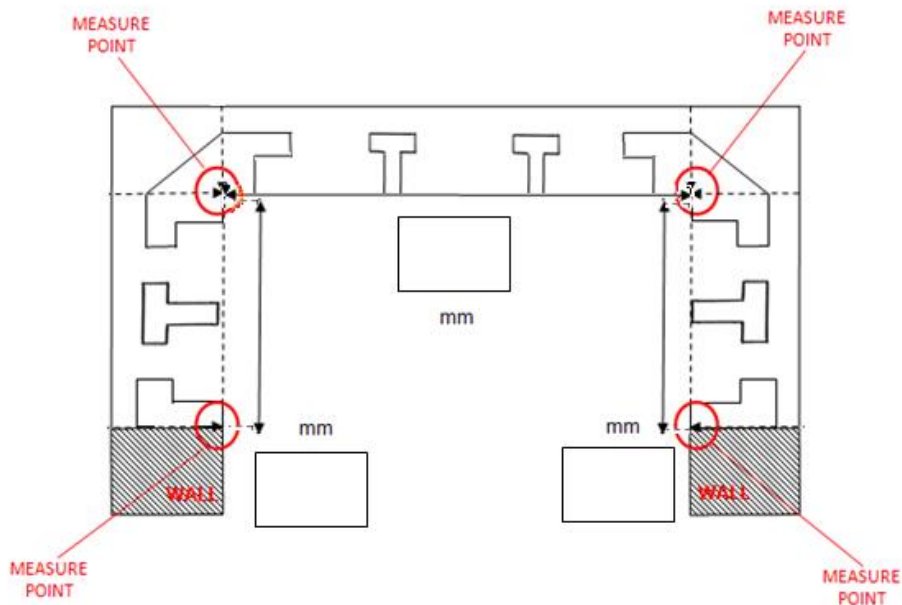 MEASURE
POINT
MEASURE
POINT
mm
mm
mm
WALL
WALL
MEASURE
POINT
MEASURE
POINT